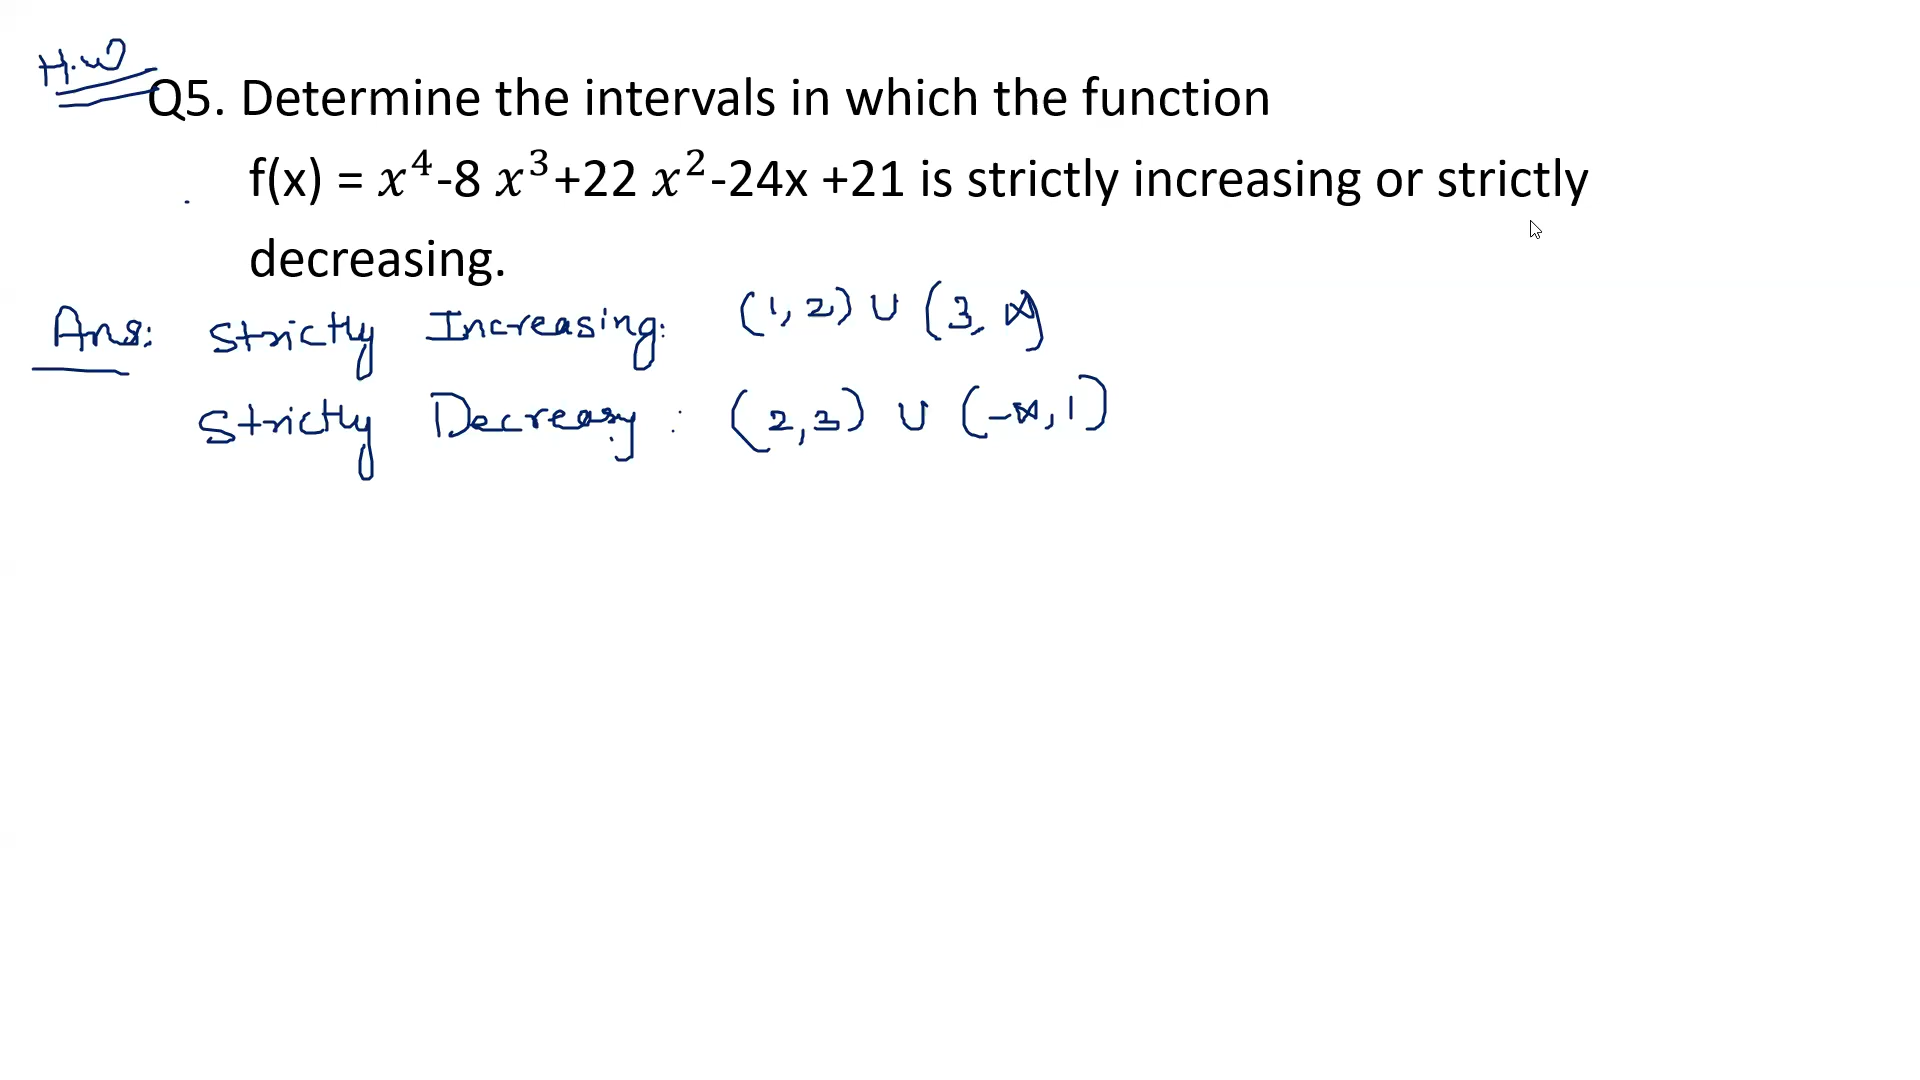 H.W
Q5. Determine the intervals in which the function
f(x) = x⁴-8 x³+22 x²-24x +21 is strictly increasing or strictly
decreasing.
Ans: Strictly Increasing: (1, 2) ∪ (3, ∞)
Strictly Decreasy : (2,3) ∪ (-∞, 1)